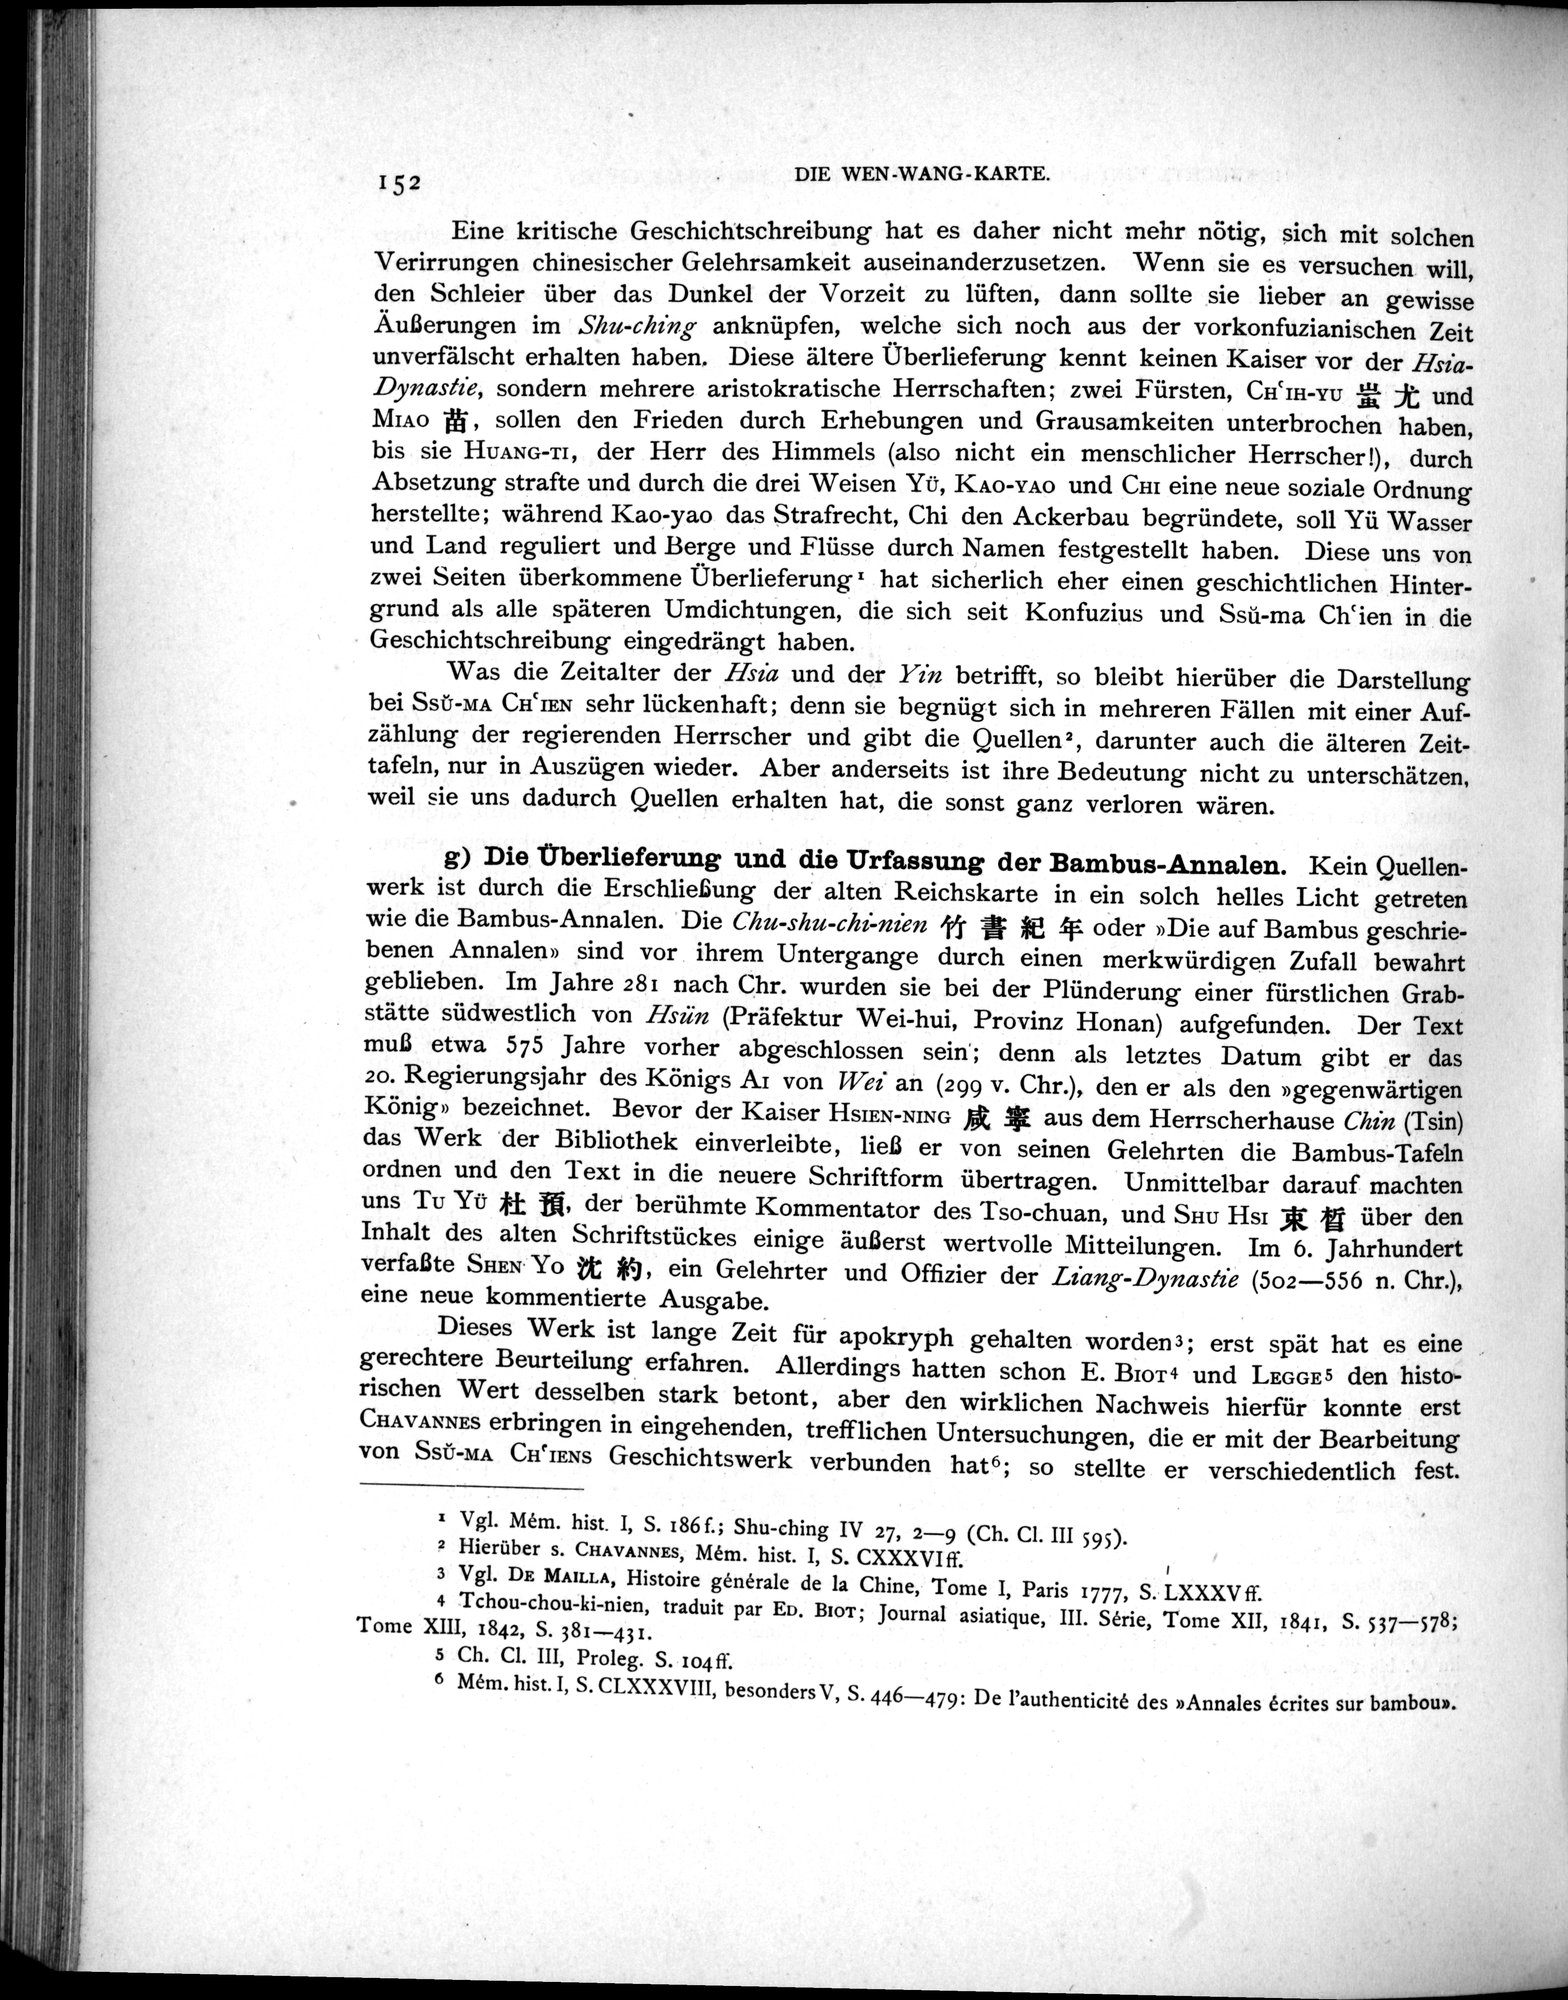 152
DIE WEN-WANG-KARTE.
Eine kritische Geschichtschreibung hat es daher nicht mehr nötig, sich mit solchen
Verirrungen chinesischer Gelehrsamkeit auseinanderzusetzen. Wenn sie es versuchen will,
den Schleier über das Dunkel der Vorzeit zu lüften, dann sollte sie lieber an gewisse
Äußerungen im Shu-ching anknüpfen, welche sich noch aus der vorkonfuzianischen Zeit
unverfälscht erhalten haben. Diese ältere Überlieferung kennt keinen Kaiser vor der Hsia-
Dynastie, sondern mehrere aristokratische Herrschaften; zwei Fürsten, CHʿIH-YU 蚩 尤 und
MIAO 苗, sollen den Frieden durch Erhebungen und Grausamkeiten unterbrochen haben,
bis sie HUANG-TI, der Herr des Himmels (also nicht ein menschlicher Herrscher!), durch
Absetzung strafte und durch die drei Weisen YÜ, KAO-YAO und CHI eine neue soziale Ordnung
herstellte; während Kao-yao das Strafrecht, Chi den Ackerbau begründete, soll Yü Wasser
und Land reguliert und Berge und Flüsse durch Namen festgestellt haben. Diese uns von
zwei Seiten überkommene Überlieferung¹ hat sicherlich eher einen geschichtlichen Hinter-
grund als alle späteren Umdichtungen, die sich seit Konfuzius und Ssŭ-ma Chʿien in die
Geschichtschreibung eingedrängt haben.
Was die Zeitalter der Hsia und der Yin betrifft, so bleibt hierüber die Darstellung
bei SSŬ-MA CHʿIEN sehr lückenhaft; denn sie begnügt sich in mehreren Fällen mit einer Auf-
zählung der regierenden Herrscher und gibt die Quellen², darunter auch die älteren Zeit-
tafeln, nur in Auszügen wieder. Aber anderseits ist ihre Bedeutung nicht zu unterschätzen,
weil sie uns dadurch Quellen erhalten hat, die sonst ganz verloren wären.
g) Die Überlieferung und die Urfassung der Bambus-Annalen. Kein Quellen-
werk ist durch die Erschließung der alten Reichskarte in ein solch helles Licht getreten
wie die Bambus-Annalen. Die Chu-shu-chi-nien 竹 書 紀 年 oder »Die auf Bambus geschrie-
benen Annalen» sind vor ihrem Untergange durch einen merkwürdigen Zufall bewahrt
geblieben. Im Jahre 281 nach Chr. wurden sie bei der Plünderung einer fürstlichen Grab-
stätte südwestlich von Hsün (Präfektur Wei-hui, Provinz Honan) aufgefunden. Der Text
muß etwa 575 Jahre vorher abgeschlossen sein; denn als letztes Datum gibt er das
20. Regierungsjahr des Königs AI von Wei an (299 v. Chr.), den er als den »gegenwärtigen
König» bezeichnet. Bevor der Kaiser HSIEN-NING 咸 寧 aus dem Herrscherhause Chin (Tsin)
das Werk der Bibliothek einverleibte, ließ er von seinen Gelehrten die Bambus-Tafeln
ordnen und den Text in die neuere Schriftform übertragen. Unmittelbar darauf machten
uns TU YÜ 杜 預, der berühmte Kommentator des Tso-chuan, und SHU HSI 束 晳 über den
Inhalt des alten Schriftstückes einige äußerst wertvolle Mitteilungen. Im 6. Jahrhundert
verfaßte SHEN YO 沈 約, ein Gelehrter und Offizier der Liang-Dynastie (502—556 n. Chr.),
eine neue kommentierte Ausgabe.
Dieses Werk ist lange Zeit für apokryph gehalten worden³; erst spät hat es eine
gerechtere Beurteilung erfahren. Allerdings hatten schon E. BIOT⁴ und LEGGE⁵ den histo-
rischen Wert desselben stark betont, aber den wirklichen Nachweis hierfür konnte erst
CHAVANNES erbringen in eingehenden, trefflichen Untersuchungen, die er mit der Bearbeitung
von SSŬ-MA CHʿIENS Geschichtswerk verbunden hat⁶; so stellte er verschiedentlich fest.
¹ Vgl. Mém. hist. I, S. 186 f.; Shu-ching IV 27, 2—9 (Ch. Cl. III 595).
² Hierüber s. CHAVANNES, Mém. hist. I, S. CXXXVI ff.
³ Vgl. DE MAILLA, Histoire générale de la Chine, Tome I, Paris 1777, S. LXXXV ff.
⁴ Tchou-chou-ki-nien, traduit par ED. BIOT; Journal asiatique, III. Série, Tome XII, 1841, S. 537—578;
Tome XIII, 1842, S. 381—431.
⁵ Ch. Cl. III, Proleg. S. 104 ff.
⁶ Mém. hist. I, S. CLXXXVIII, besonders V, S. 446—479: De l'authenticité des »Annales écrites sur bambou».